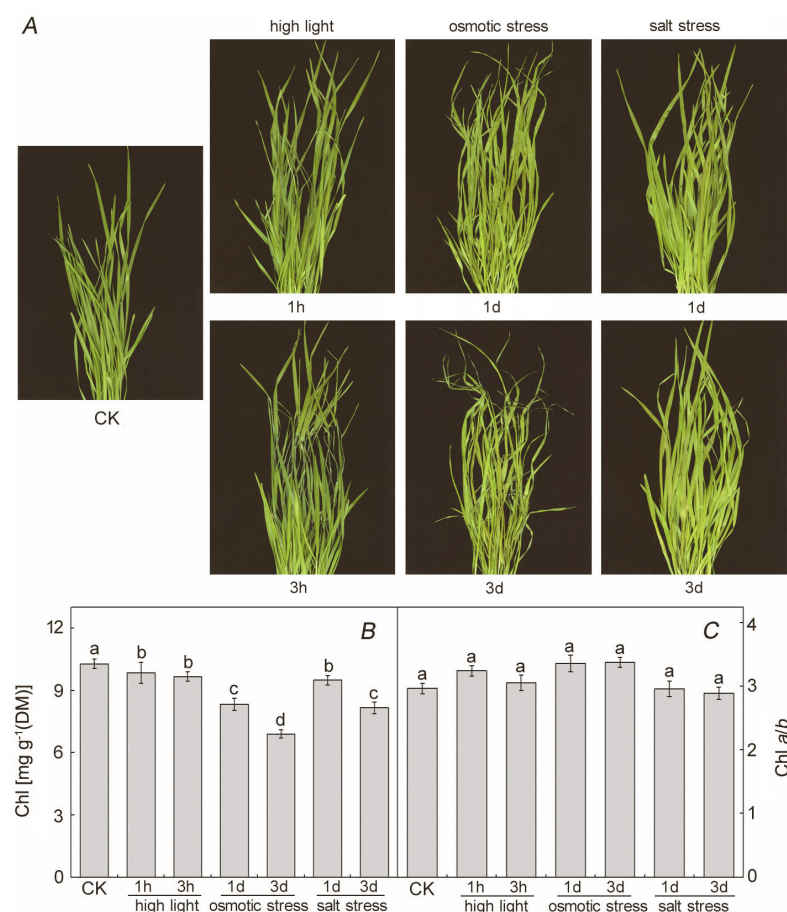 A
high light
osmotic stress
salt stress
CK
1h
1d
1d
3h
3d
3d
B
C
12
9
6
3
0
Chl [mg g⁻¹(DM)]
a
b
b
c
d
b
c
a
a
a
a
a
a
a
4
3
2
1
0
Chl a/b
CK
1h
3h
1d
3d
1d
3d
CK
1h
3h
1d
3d
1d
3d
high light
osmotic stress
salt stress
high light
osmotic stress
salt stress